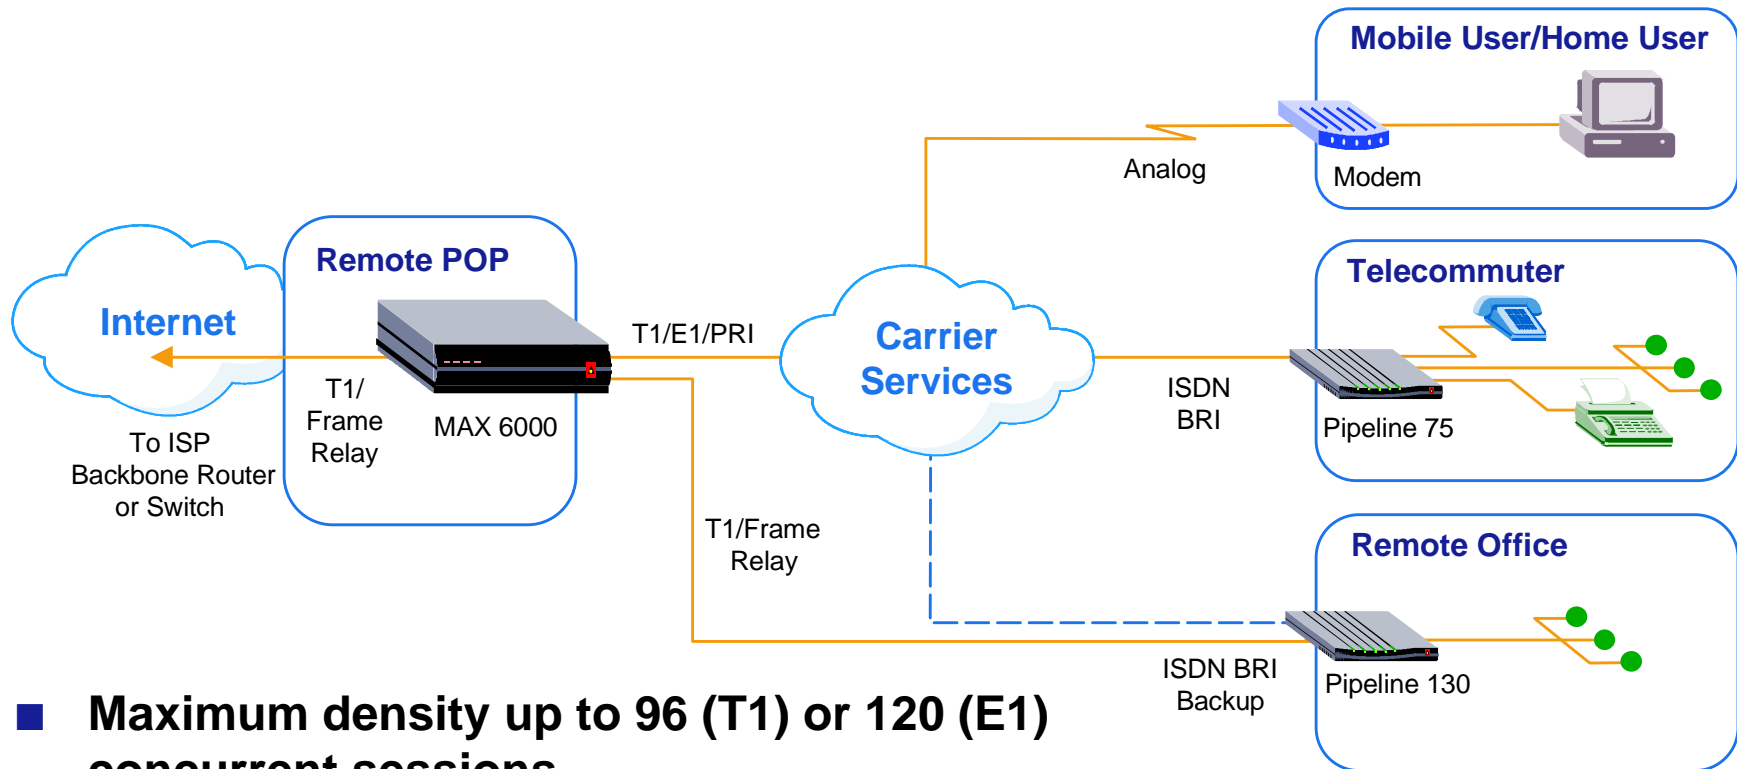 Mobile User/Home User
Analog
Modem
Remote POP
Internet
T1/E1/PRI
Carrier
Services
Telecommuter
T1/
Frame
Relay
MAX 6000
ISDN
BRI
Pipeline 75
To ISP
Backbone Router
or Switch
T1/Frame
Relay
Remote Office
ISDN BRI
Backup
Pipeline 130
Maximum density up to 96 (T1) or 120 (E1)
concurrent sessions